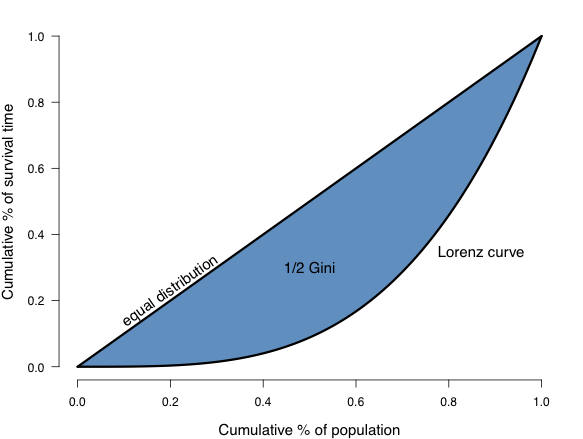 Cumulative % of survival time
1.0
0.8
0.6
0.4
0.2
0.0
equal distribution
1/2 Gini
Lorenz curve
0.0 0.2 0.4 0.6 0.8 1.0
Cumulative % of population